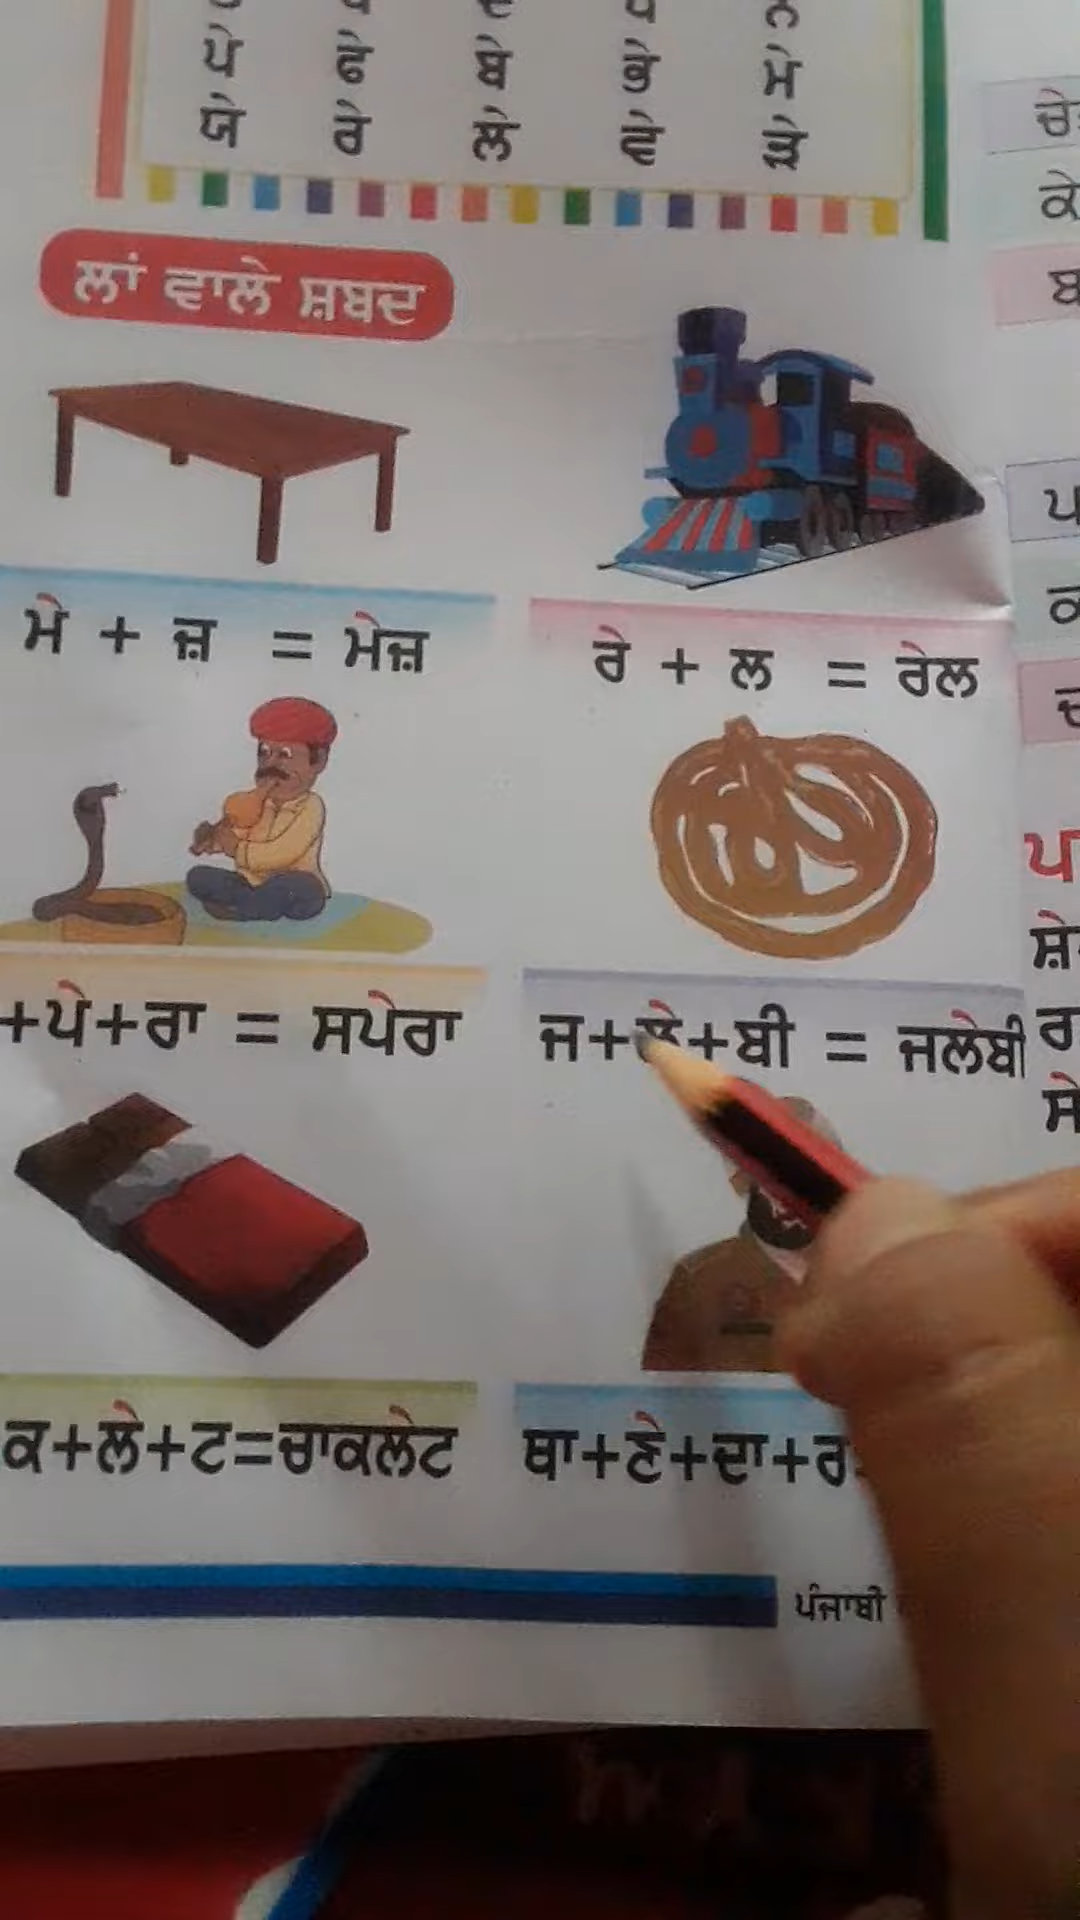 ਪੇ ਫੇ ਬੇ ਭੇ ਮੇ
ਯੇ ਰੇ ਲੇ ਵੇ ੜੇ
ਲਾਂ ਵਾਲੇ ਸ਼ਬਦ
ਮੇ + ਜ਼ = ਮੇਜ਼
ਰੇ + ਲ = ਰੇਲ
+ਪੇ+ਰਾ = ਸਪੇਰਾ
ਜ+ਲੇ+ਬੀ = ਜਲੇਬੀ
ਕ+ਲੇ+ਟ=ਚਾਕਲੇਟ
ਥਾ+ਣੇ+ਦਾ+ਰ
ਪੰਜਾਬੀ